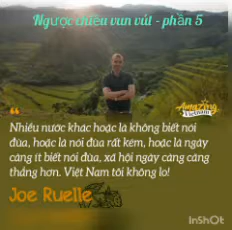 Ngược chiều vun vút - phần 5
Amazing
Vietnam
Nhiều nước khác hoặc là không biết nói
đùa, hoặc là nói đùa rất kém, hoặc là ngày
càng ít biết nói đùa, xã hội ngày càng căng
thẳng hơn. Việt Nam tôi không lo!
Joe Ruelle
InShOt